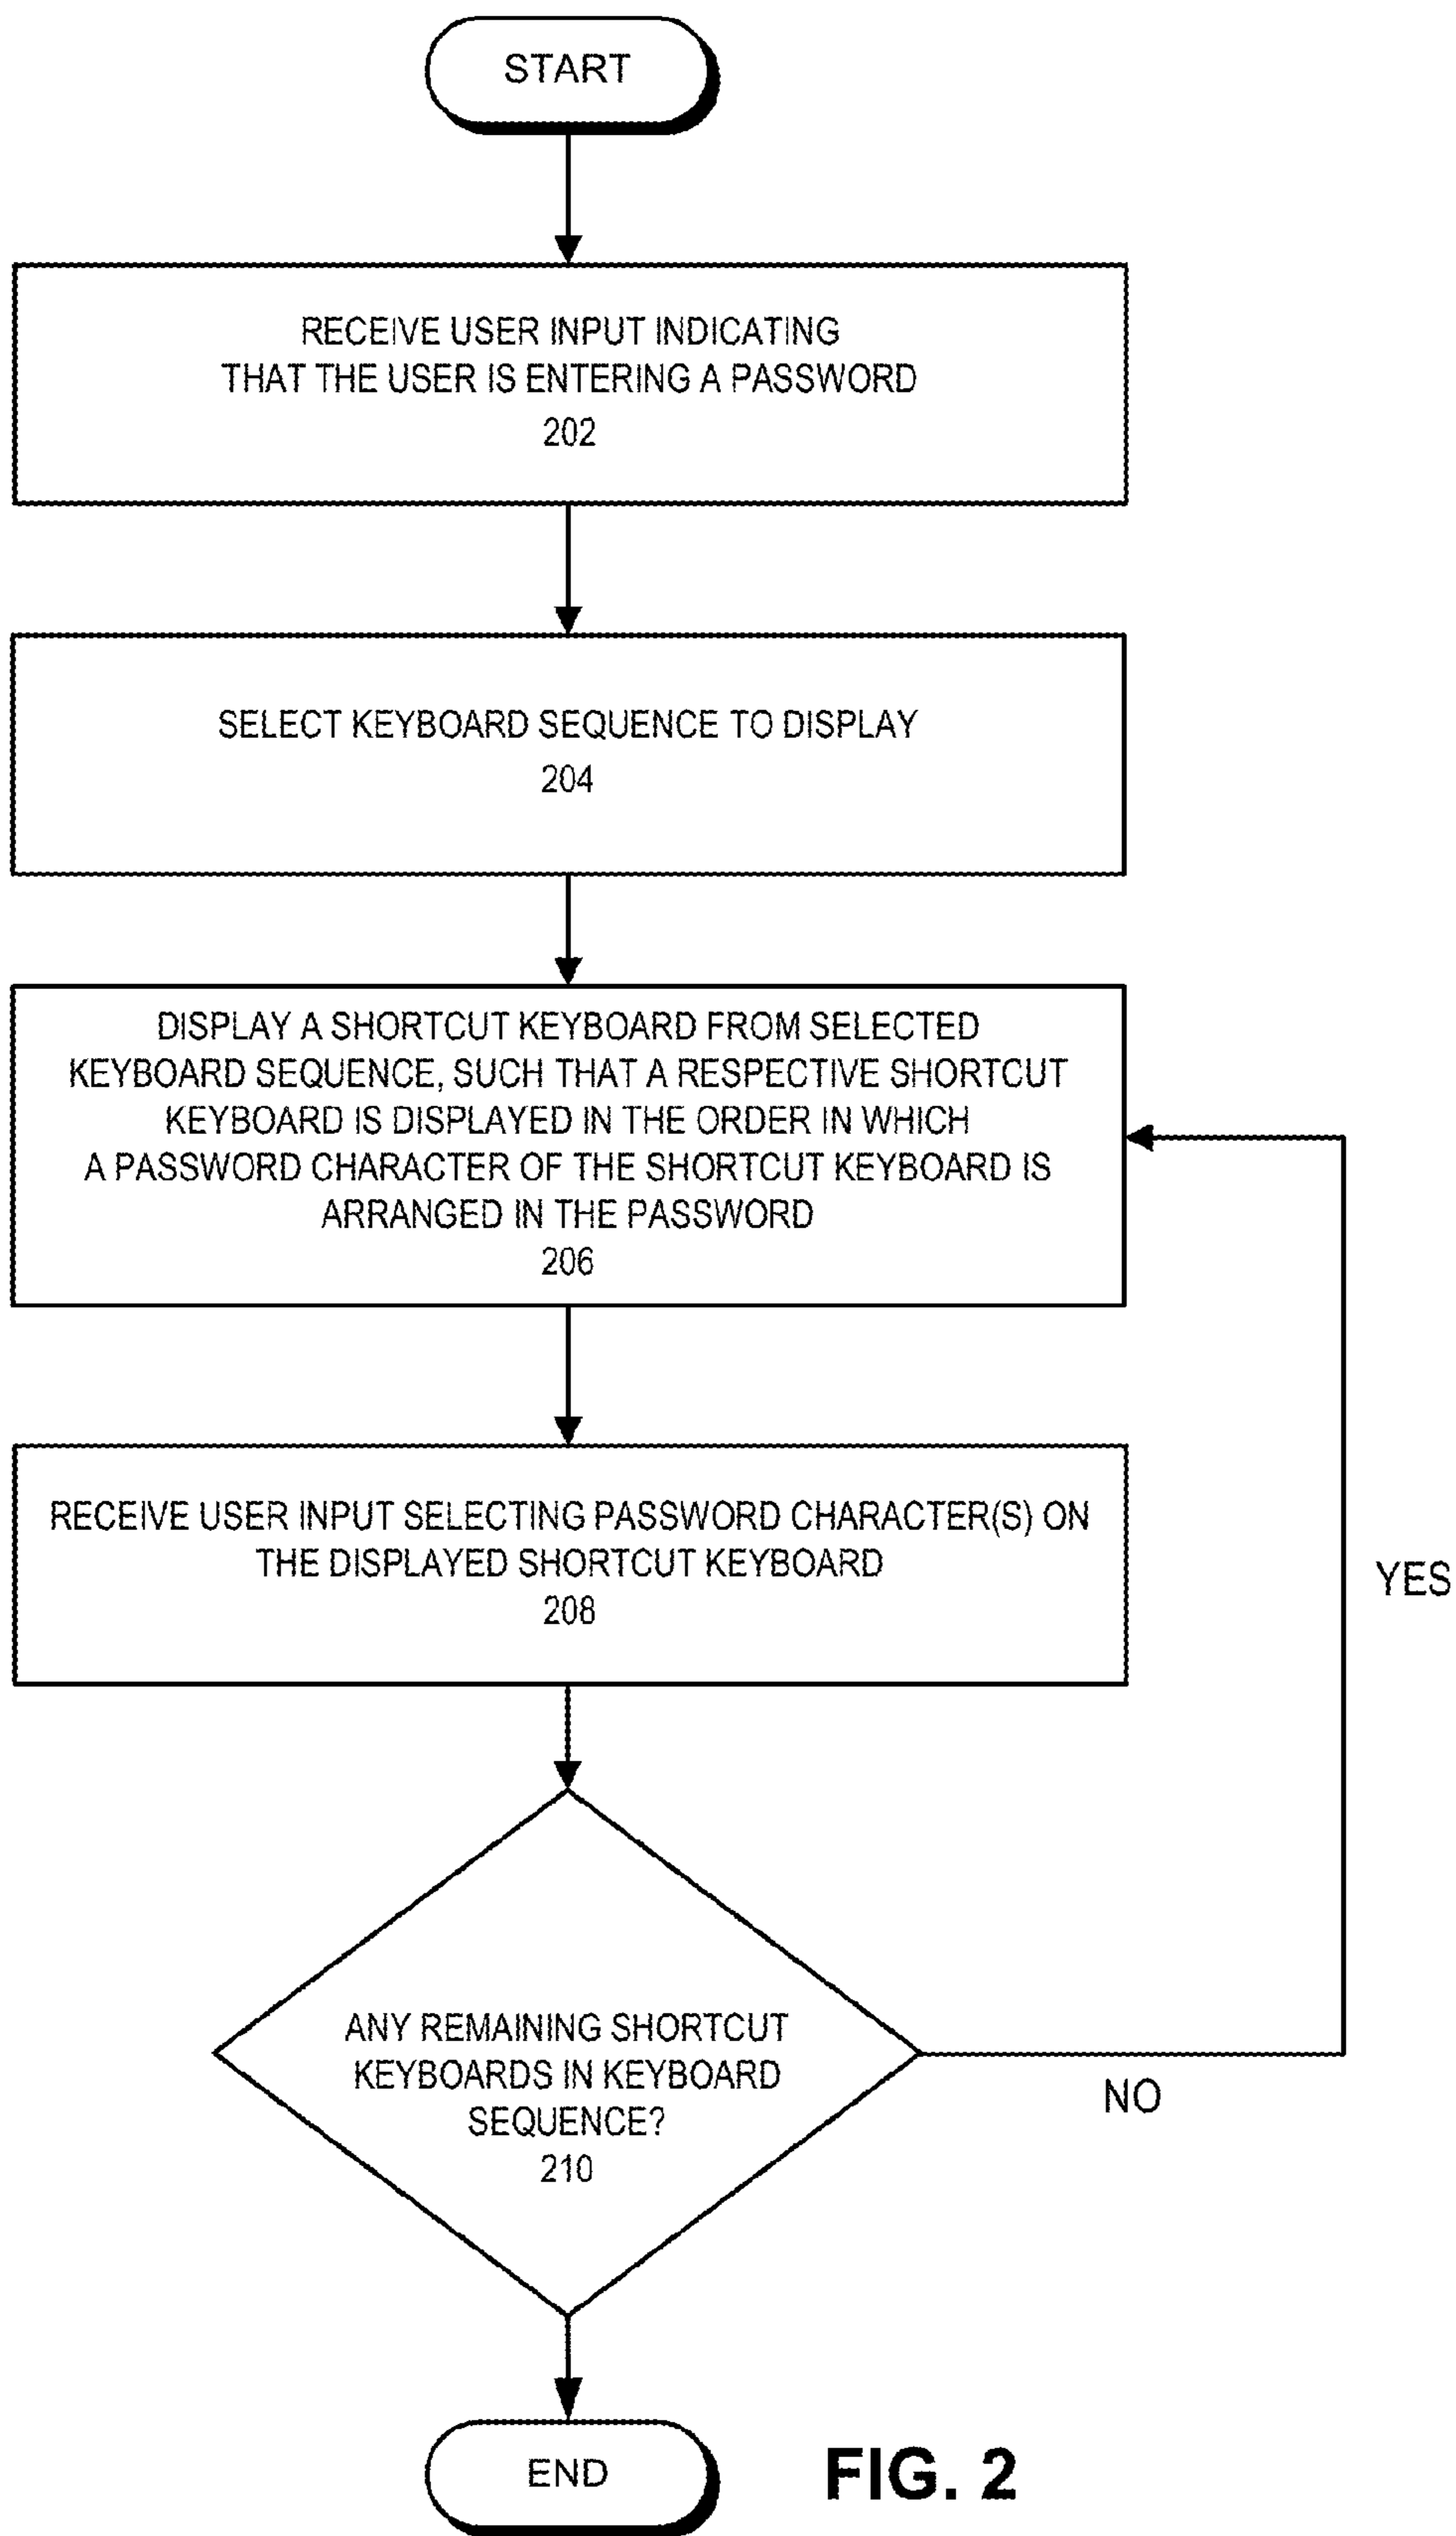 START
RECEIVE USER INPUT INDICATING
THAT THE USER IS ENTERING A PASSWORD
202
SELECT KEYBOARD SEQUENCE TO DISPLAY
204
DISPLAY A SHORTCUT KEYBOARD FROM SELECTED
KEYBOARD SEQUENCE, SUCH THAT A RESPECTIVE SHORTCUT
KEYBOARD IS DISPLAYED IN THE ORDER IN WHICH
A PASSWORD CHARACTER OF THE SHORTCUT KEYBOARD IS
ARRANGED IN THE PASSWORD
206
RECEIVE USER INPUT SELECTING PASSWORD CHARACTER(S) ON
THE DISPLAYED SHORTCUT KEYBOARD
208
YES
ANY REMAINING SHORTCUT
KEYBOARDS IN KEYBOARD
SEQUENCE?
210
NO
END
FIG. 2